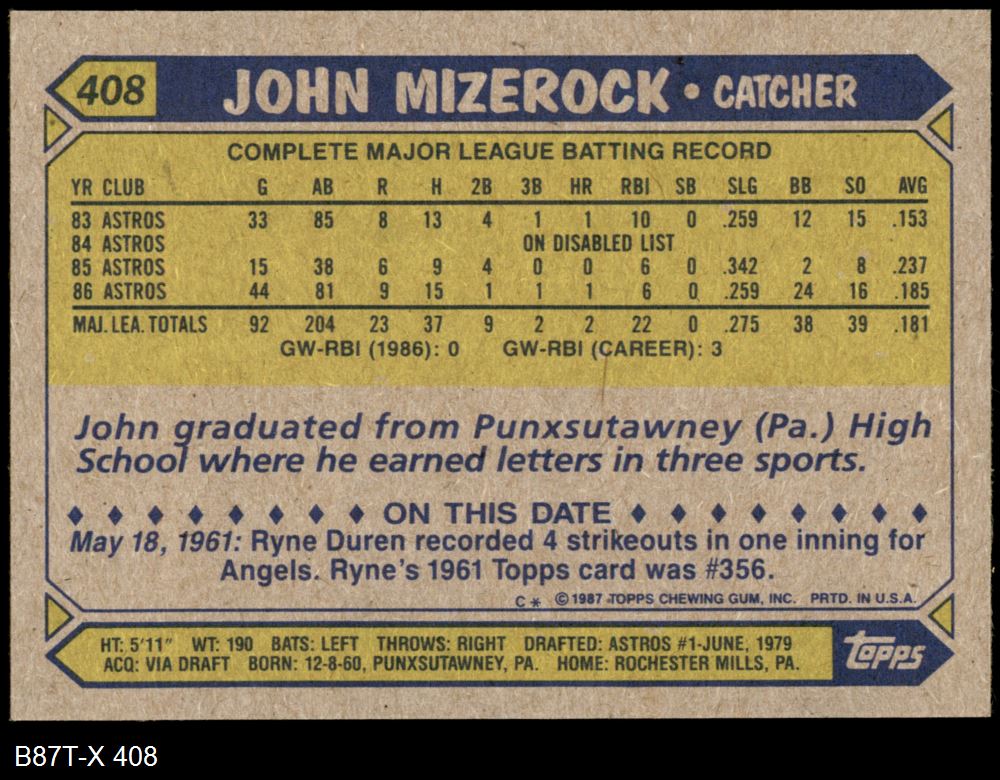 408 JOHN MIZEROCK • CATCHER
COMPLETE MAJOR LEAGUE BATTING RECORD
YR CLUB G AB R H 2B 3B HR RBI SB SLG BB SO AVG
83 ASTROS 33 85 8 13 4 1 1 10 0 .259 12 15 .153
84 ASTROS ON DISABLED LIST
85 ASTROS 15 38 6 9 4 0 0 6 0 .342 2 8 .237
86 ASTROS 44 81 9 15 1 1 1 6 0 .259 24 16 .185
MAJ. LEA. TOTALS 92 204 23 37 9 2 2 22 0 .275 38 39 .181
GW-RBI (1986): 0 GW-RBI (CAREER): 3
John graduated from Punxsutawney (Pa.) High
School where he earned letters in three sports.
♦ ♦ ♦ ♦ ♦ ♦ ♦ ♦ ON THIS DATE ♦ ♦ ♦ ♦ ♦ ♦ ♦ ♦
May 18, 1961: Ryne Duren recorded 4 strikeouts in one inning for
Angels. Ryne's 1961 Topps card was #356.
C * © 1987 TOPPS CHEWING GUM, INC. PRTD. IN U.S.A.
HT: 5'11" WT: 190 BATS: LEFT THROWS: RIGHT DRAFTED: ASTROS #1-JUNE, 1979
ACQ: VIA DRAFT BORN: 12-8-60, PUNXSUTAWNEY, PA. HOME: ROCHESTER MILLS, PA.
Topps
B87T-X 408